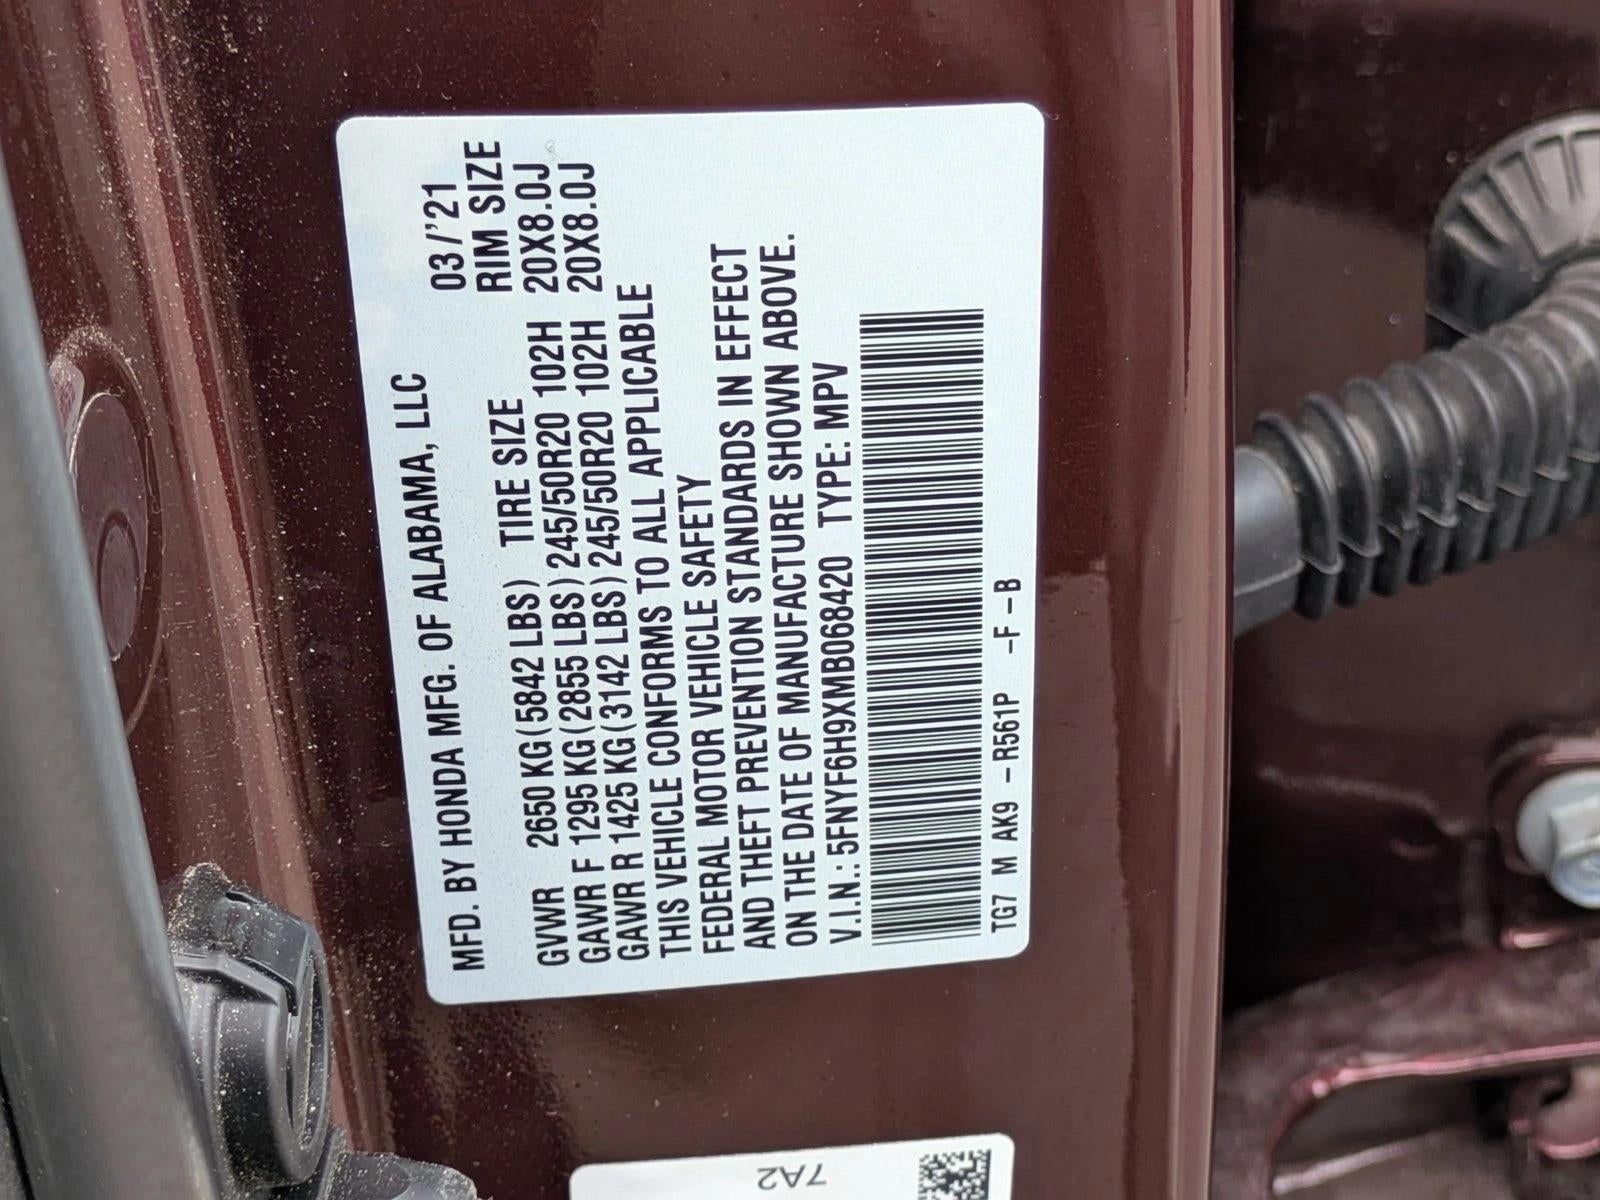 MFD. BY HONDA MFG. OF ALABAMA, LLC 03/'21
TIRE SIZE RIM SIZE
GVWR 2650 KG (5842 LBS)
GAWR F 1295 KG (2855 LBS) 245/50R20 102H 20X8.0J
GAWR R 1425 KG (3142 LBS) 245/50R20 102H 20X8.0J
THIS VEHICLE CONFORMS TO ALL APPLICABLE
FEDERAL MOTOR VEHICLE SAFETY
AND THEFT PREVENTION STANDARDS IN EFFECT
ON THE DATE OF MANUFACTURE SHOWN ABOVE.
V.I.N.: 5FNYF6H9XMB068420 TYPE: MPV
TG7 M AK9 - R561P - F - B
7A2